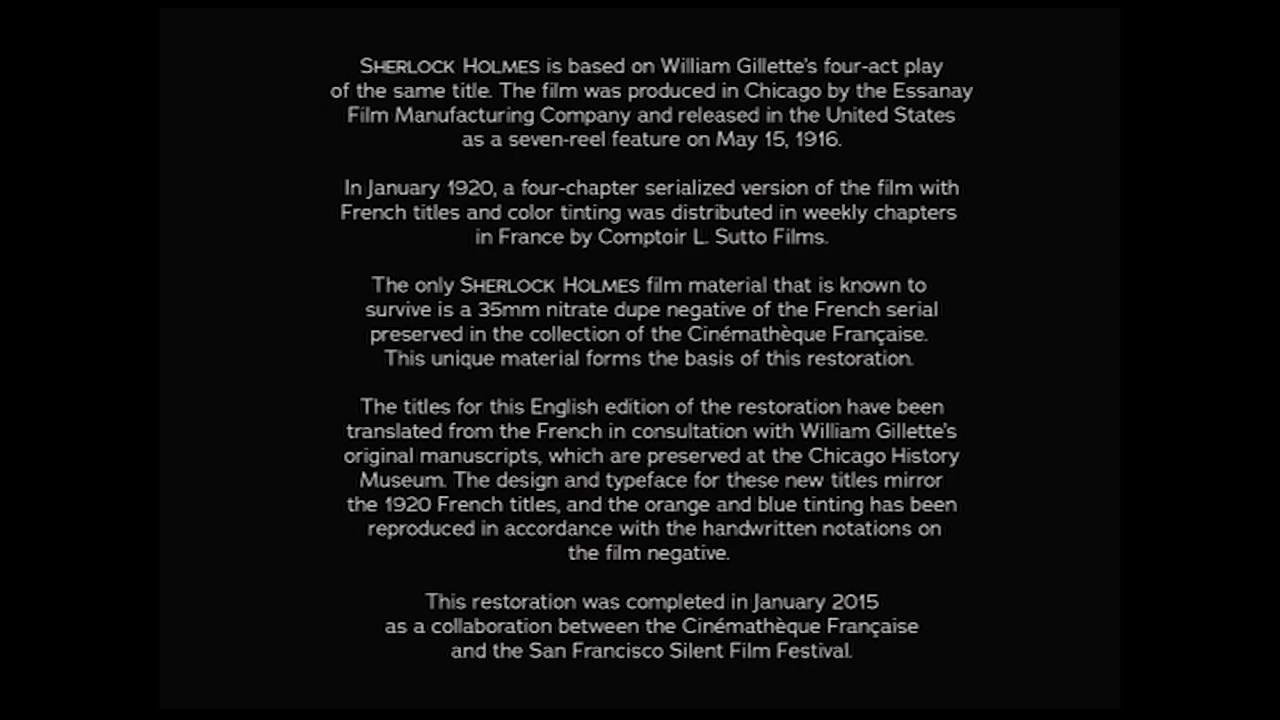 SHERLOCK HOLMES is based on William Gillette's four-act play
of the same title. The film was produced in Chicago by the Essanay
Film Manufacturing Company and released in the United States
as a seven-reel feature on May 15, 1916.
In January 1920, a four-chapter serialized version of the film with
French titles and color tinting was distributed in weekly chapters
in France by Comptoir L. Sutto Films.
The only SHERLOCK HOLMES film material that is known to
survive is a 35mm nitrate dupe negative of the French serial
preserved in the collection of the Cinémathèque Française.
This unique material forms the basis of this restoration.
The titles for this English edition of the restoration have been
translated from the French in consultation with William Gillette's
original manuscripts, which are preserved at the Chicago History
Museum. The design and typeface for these new titles mirror
the 1920 French titles, and the orange and blue tinting has been
reproduced in accordance with the handwritten notations on
the film negative.
This restoration was completed in January 2015
as a collaboration between the Cinémathèque Française
and the San Francisco Silent Film Festival.